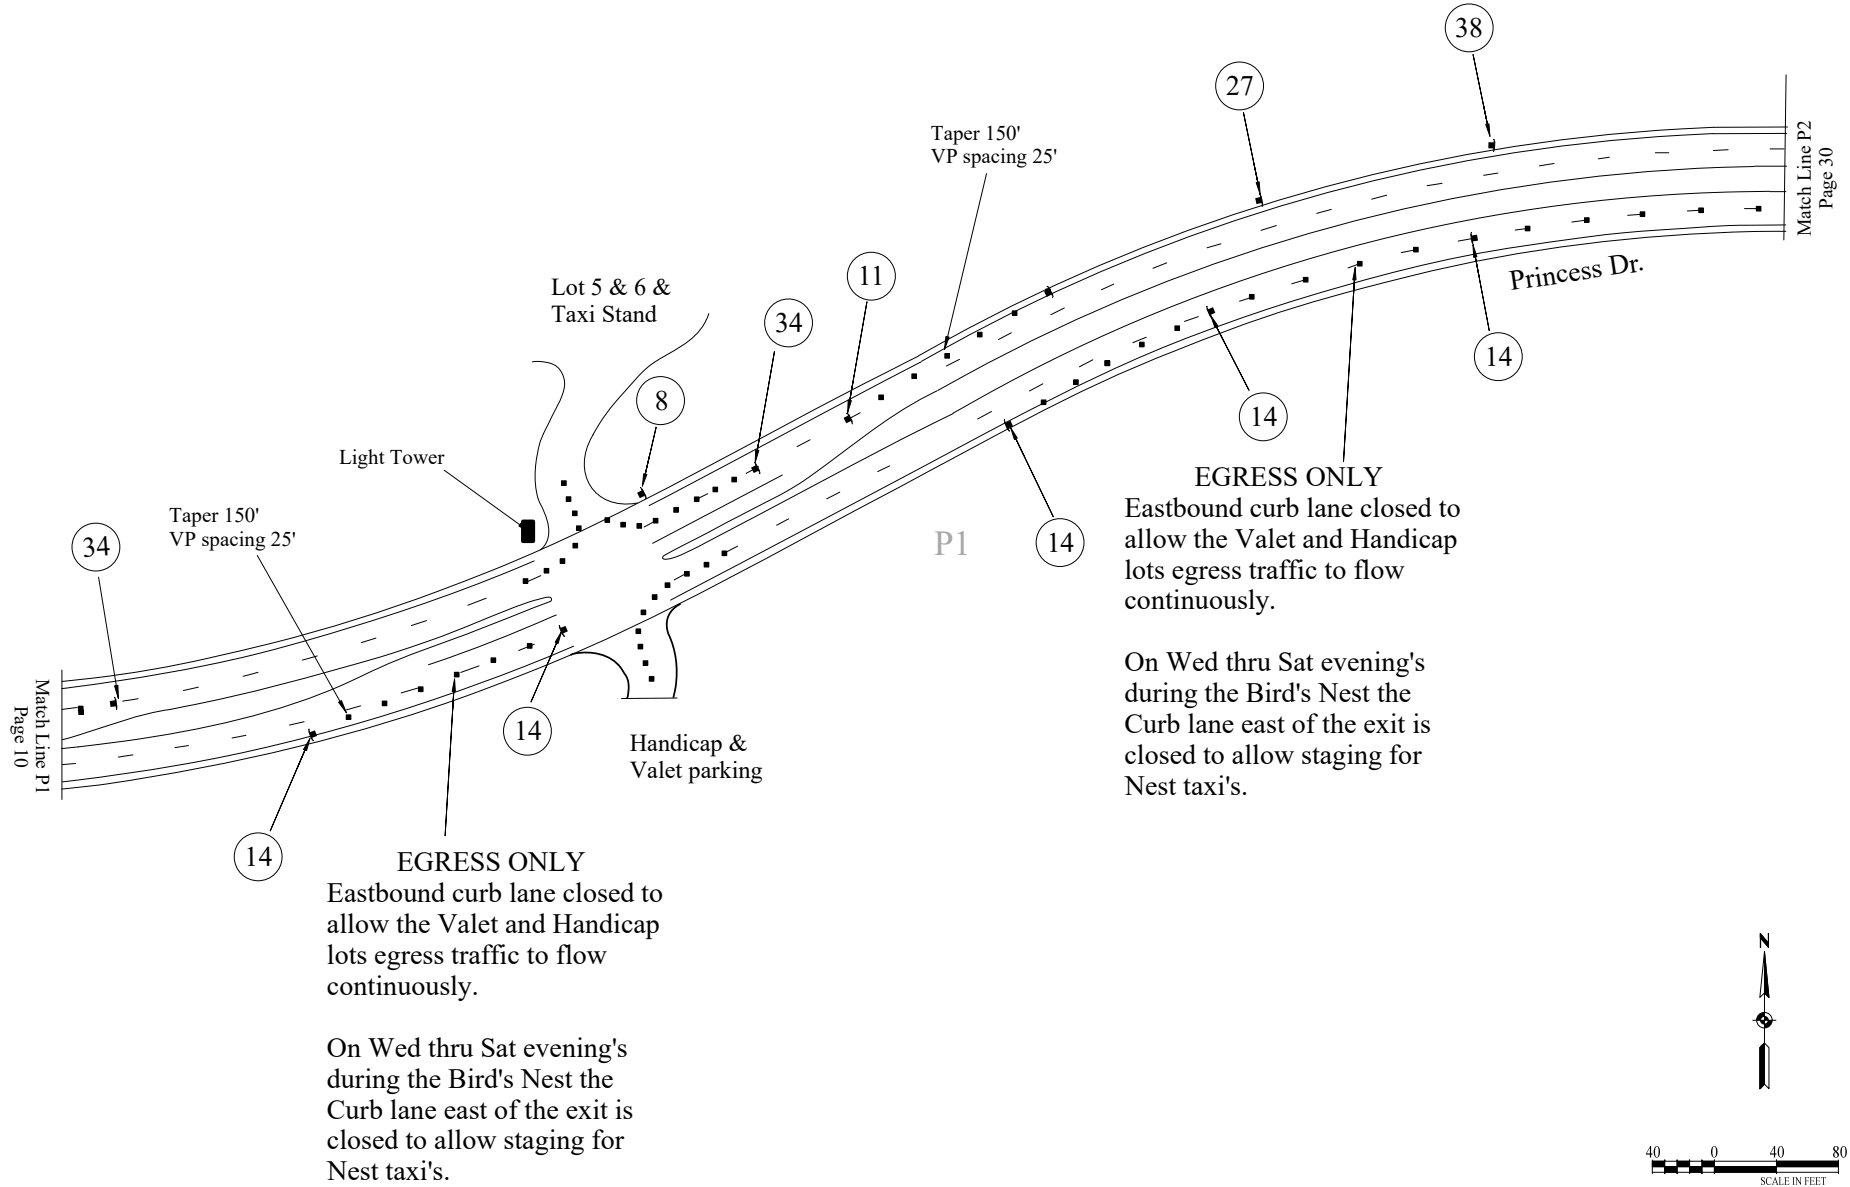 38
27
Taper 150'
VP spacing 25'
Match Line P2
Page 30
11
Lot 5 & 6 &
Taxi Stand
34
Princess Dr.
14
8
14
Light Tower
EGRESS ONLY
Eastbound curb lane closed to
allow the Valet and Handicap
lots egress traffic to flow
continuously.
On Wed thru Sat evening's
during the Bird's Nest the
Curb lane east of the exit is
closed to allow staging for
Nest taxi's.
Taper 150'
VP spacing 25'
34
P1
14
Match Line P1
Page 10
14
Handicap &
Valet parking
14
EGRESS ONLY
Eastbound curb lane closed to
allow the Valet and Handicap
lots egress traffic to flow
continuously.
On Wed thru Sat evening's
during the Bird's Nest the
Curb lane east of the exit is
closed to allow staging for
Nest taxi's.
N
40 0 40 80
SCALE IN FEET